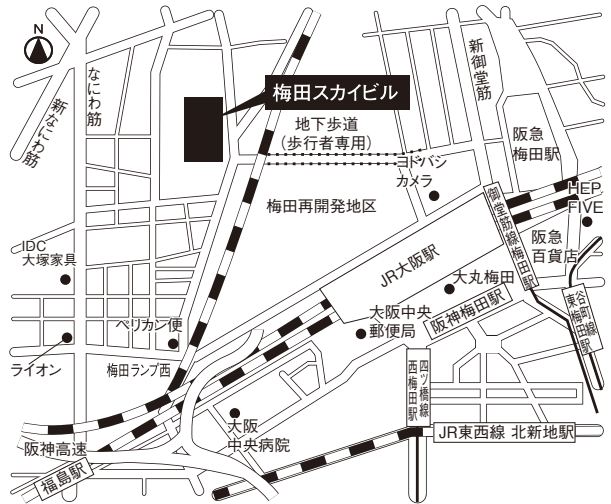 N
なにわ筋
新なにわ筋
梅田スカイビル
地下歩道
(歩行者専用)
新御堂筋
阪急
梅田駅
ヨドバシ
カメラ
梅田再開発地区
HEP
FIVE
御堂筋線梅田駅
阪急
百貨店
IDC
大塚家具
JR大阪駅
大丸梅田
東梅田駅
谷町線
大阪中央
郵便局
阪神梅田駅
ペリカン便
ライオン
梅田ランプ西
四ツ橋線
西梅田駅
大阪
中央病院
JR東西線 北新地駅
阪神高速
福島駅